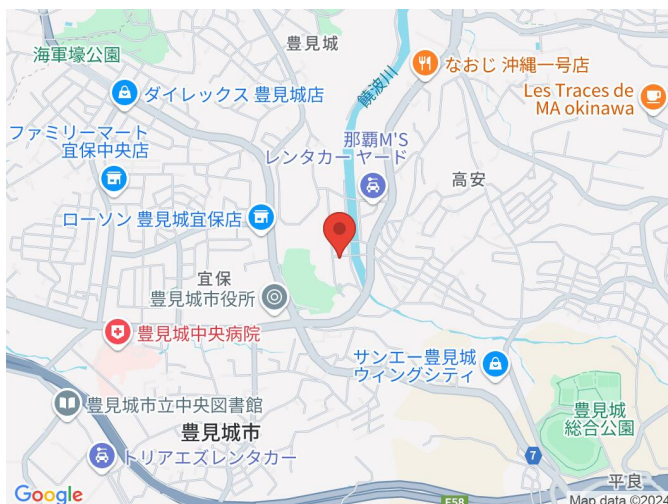 豊見城
海軍壕公園
なおじ 沖縄一号店
饒波川
ダイレックス 豊見城店
Les Traces de
MA okinawa
ファミリーマート
宜保中央店
那覇M'S
レンタカー ヤード
高安
ローソン 豊見城宜保店
宜保
豊見城市役所
豊見城中央病院
サンエー豊見城
ウィングシティ
豊見城市立中央図書館
豊見城
総合公園
豊見城市
トリアエズレンタカー
7
平良
Google
E58
Map data ©2024